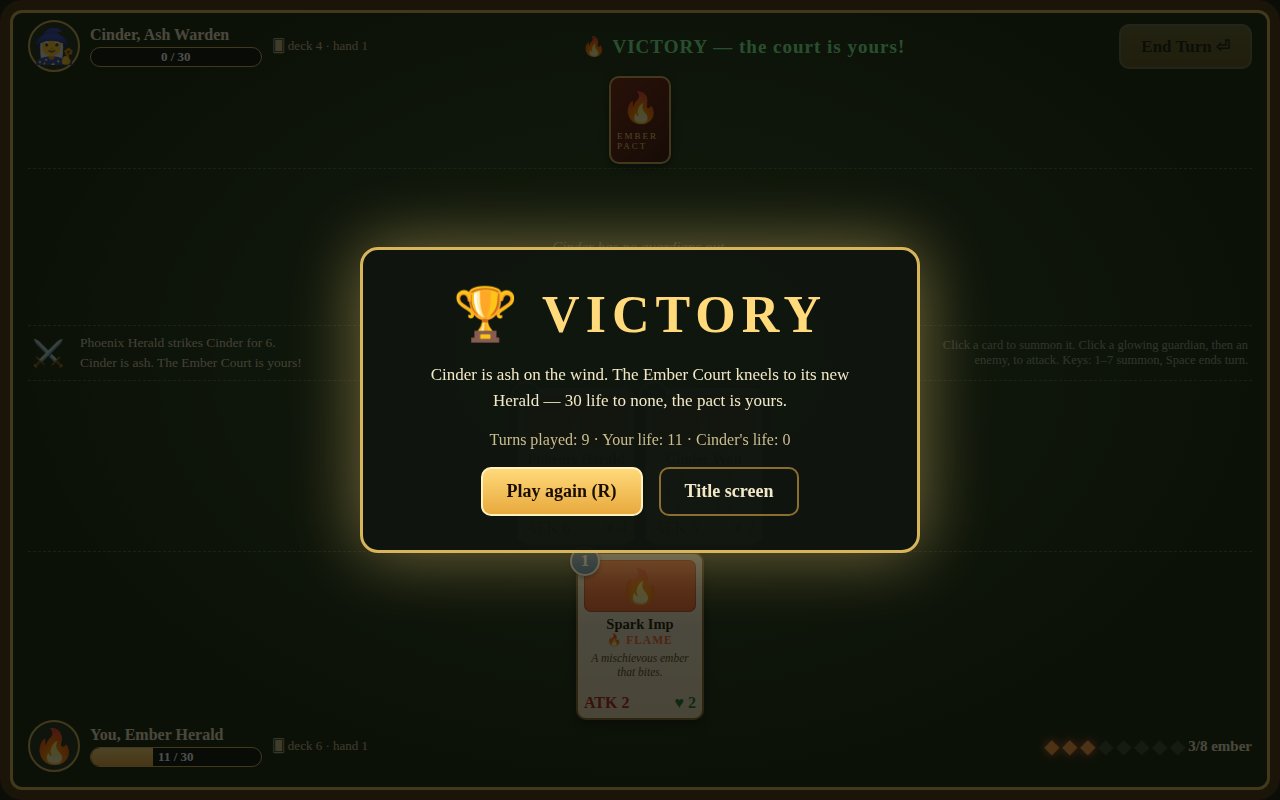 Cinder, Ash Warden
0 / 30
deck 4 · hand 1
VICTORY — the court is yours!
End Turn ⏎
EMBER
PACT
Phoenix Herald strikes Cinder for 6.
Cinder is ash. The Ember Court is yours!
Click a card to summon it. Click a glowing guardian, then an
enemy, to attack. Keys: 1–7 summon, Space ends turn.
VICTORY
Cinder is ash on the wind. The Ember Court kneels to its new
Herald — 30 life to none, the pact is yours.
Turns played: 9 · Your life: 11 · Cinder's life: 0
Play again (R)
Title screen
1
Spark Imp
FLAME
A mischievous ember
that bites.
ATK 2
♥ 2
You, Ember Herald
11 / 30
deck 6 · hand 1
3/8 ember